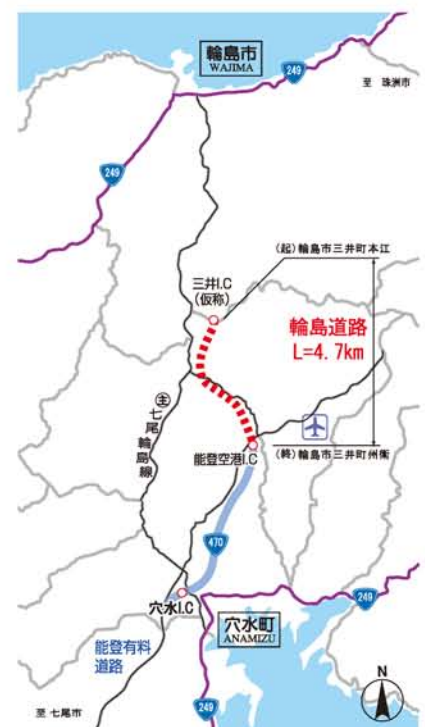 輪島市
WAJIMA
249
至 珠洲市
249
(起)輪島市三井町本江
三井I.C
(仮称)
輪島道路
L=4.7km
主
七尾輪島線
能登空港I.C
(終)輪島市三井町州衛
470
穴水I.C
249
穴水町
ANAMIZU
能登有料
道路
N
249
至 七尾市